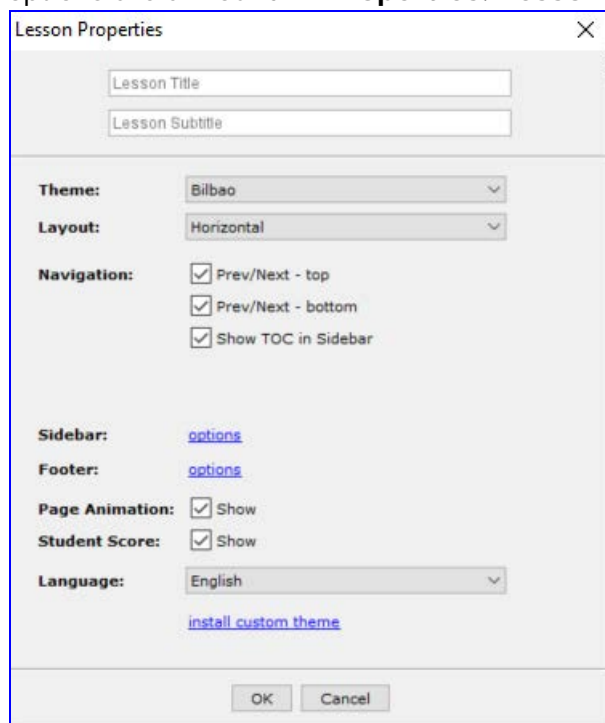 Lesson Properties
Lesson Title
Lesson Subtitle
Theme: Bilbao
Layout: Horizontal
Navigation: Prev/Next - top
Prev/Next - bottom
Show TOC in Sidebar
Sidebar: options
Footer: options
Page Animation: Show
Student Score: Show
Language: English
install custom theme
OK Cancel